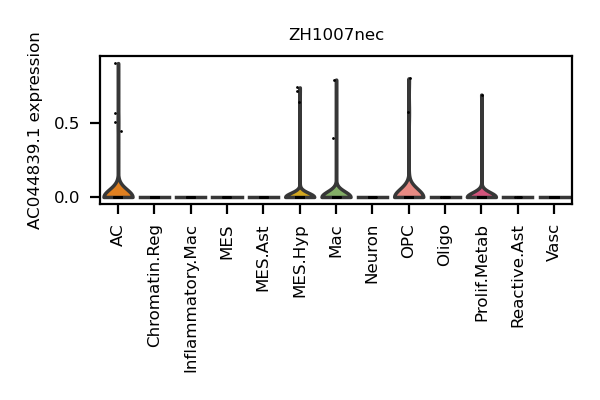 ZH1007nec
AC044839.1 expression
0.5
0.0
AC
Chromatin.Reg
Inflammatory.Mac
MES
MES.Ast
MES.Hyp
Mac
Neuron
OPC
Oligo
Prolif.Metab
Reactive.Ast
Vasc